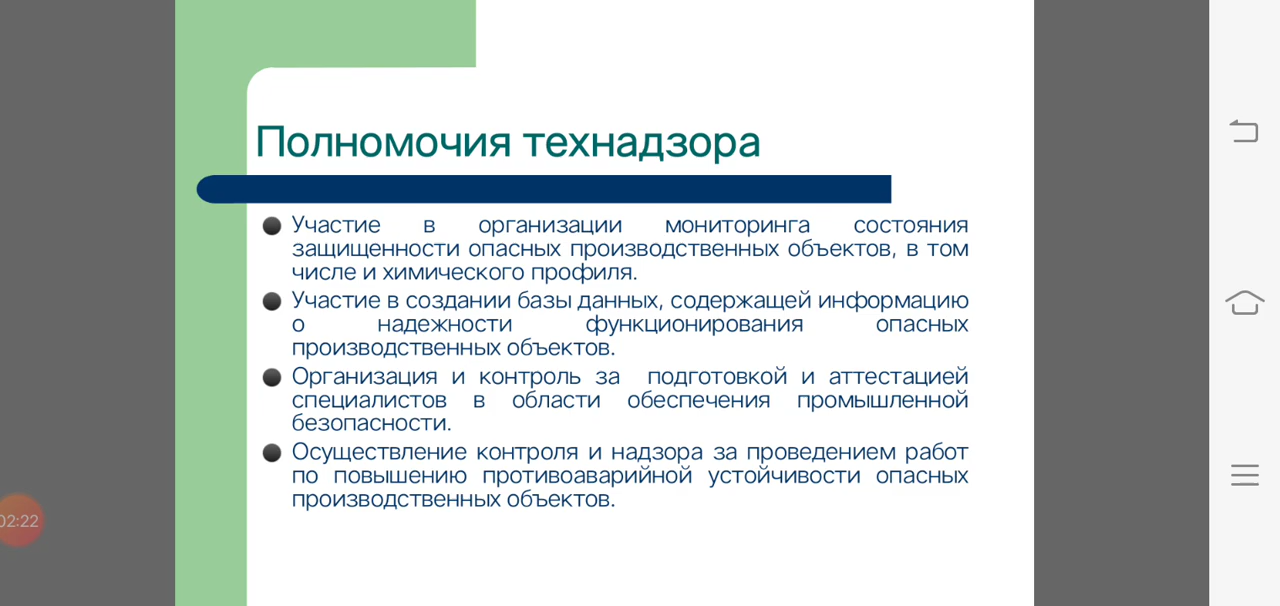 Полномочия технадзора
Участие в организации мониторинга состояния
защищенности опасных производственных объектов, в том
числе и химического профиля.
Участие в создании базы данных, содержащей информацию
о надежности функционирования опасных
производственных объектов.
Организация и контроль за подготовкой и аттестацией
специалистов в области обеспечения промышленной
безопасности.
Осуществление контроля и надзора за проведением работ
по повышению противоаварийной устойчивости опасных
производственных объектов.
02:22